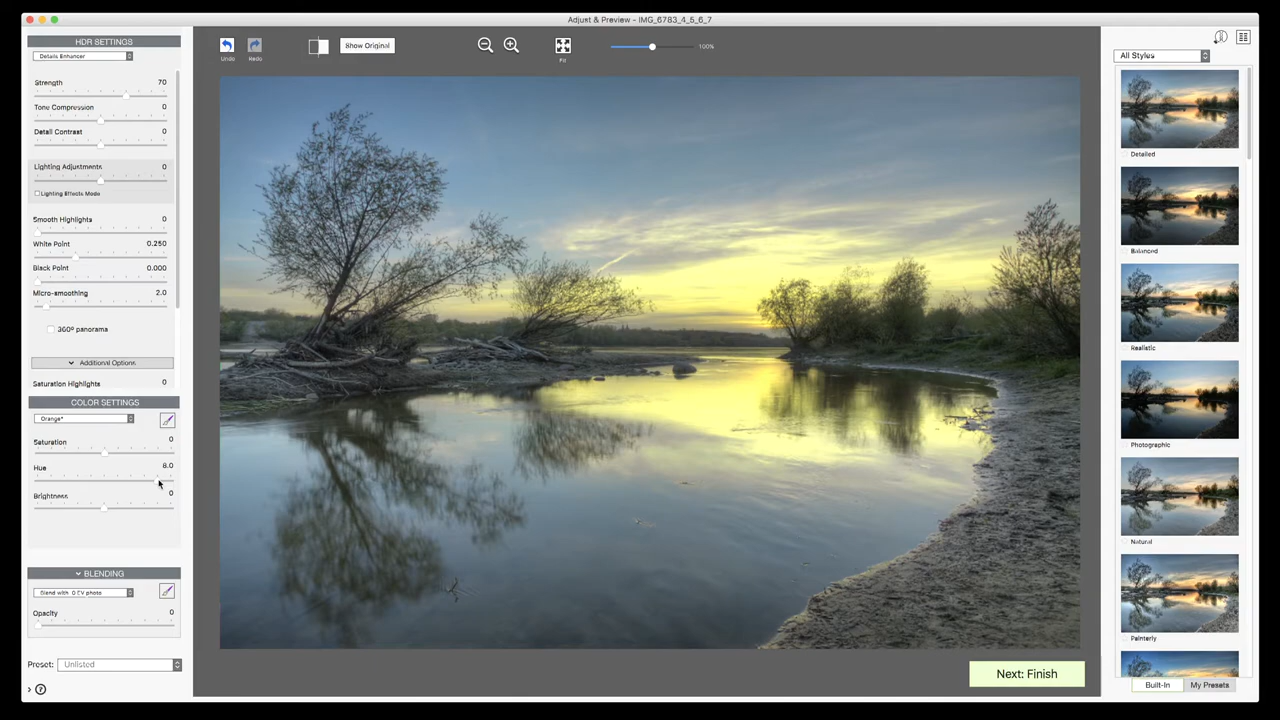 Adjust & Preview - IMG_6783_4_5_6_7
HDR SETTINGS
Details Enhancer
Strength 70
Tone Compression 0
Detail Contrast 0
Lighting Adjustments 0
Lighting Effects Mode
Smooth Highlights 0
White Point 0.250
Black Point 0.000
Micro-smoothing 2.0
360º panorama
Additional Options
Saturation Highlights 0
COLOR SETTINGS
Orange*
Saturation 0
Hue 8.0
Brightness 0
BLENDING
Blend with 0 EV photo
Opacity 0
Preset: Unlisted
?
Undo
Redo
Show Original
Fit
100%
Next: Finish
All Styles
Detailed
Balanced
Realistic
Photographic
Natural
Painterly
Built-In My Presets